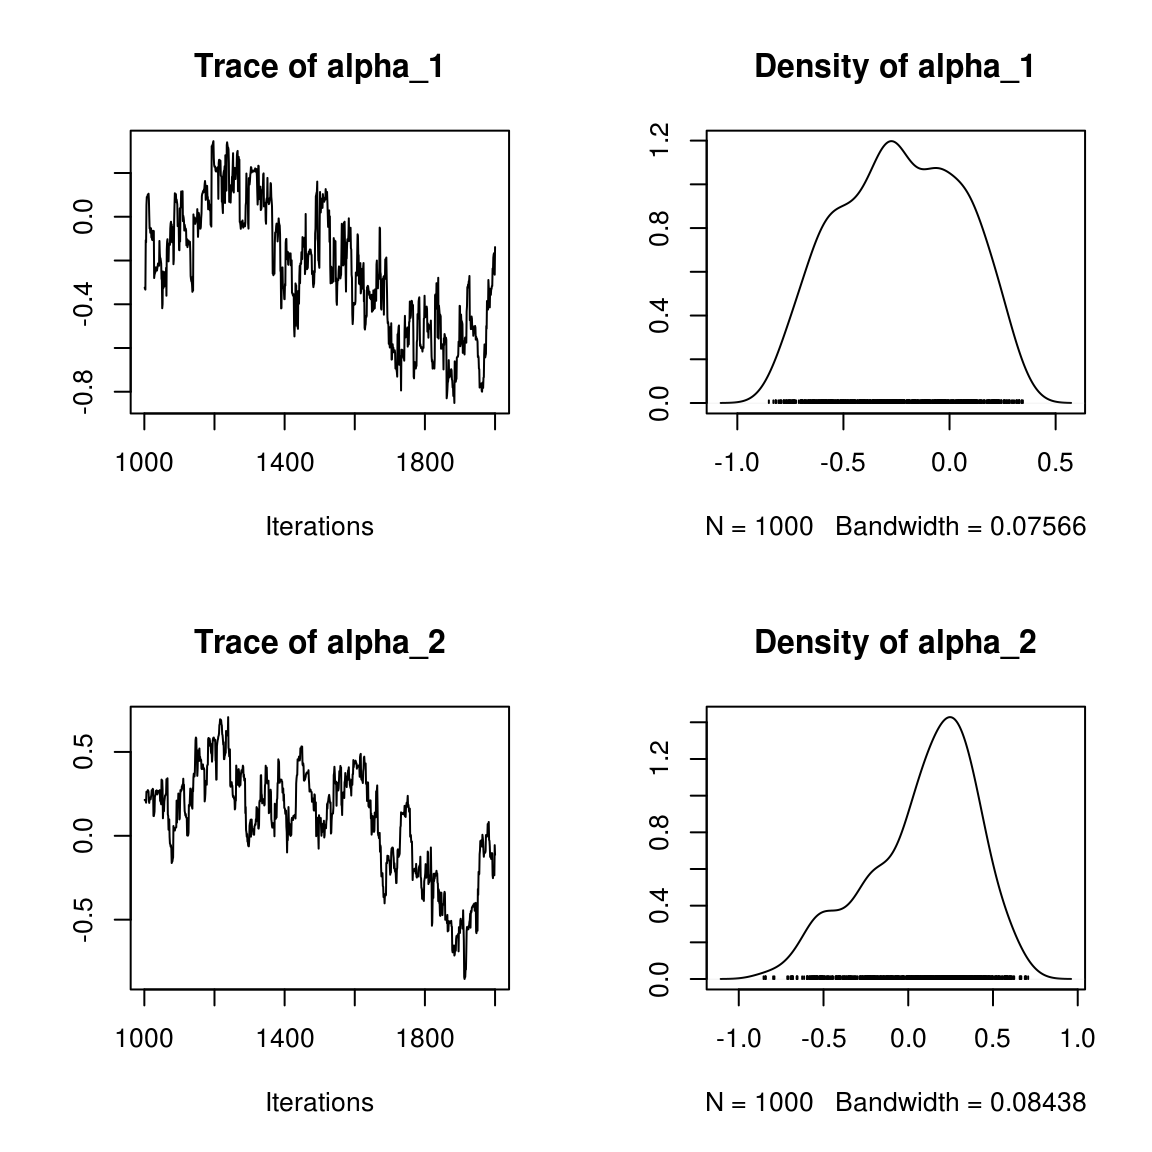 Trace of alpha_1
0.0
-0.4
-0.8
1000 1400 1800
Iterations
Density of alpha_1
1.2
0.8
0.4
0.0
-1.0 -0.5 0.0 0.5
N = 1000 Bandwidth = 0.07566
Trace of alpha_2
0.5
0.0
-0.5
1000 1400 1800
Iterations
Density of alpha_2
1.2
0.8
0.4
0.0
-1.0 -0.5 0.0 0.5 1.0
N = 1000 Bandwidth = 0.08438